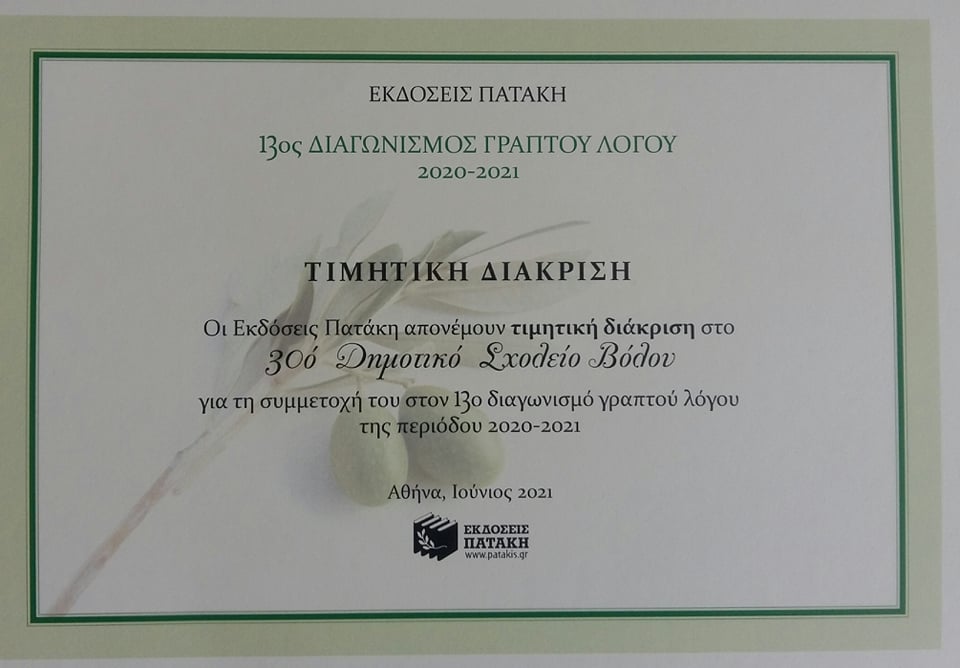 ΕΚΔΟΣΕΙΣ ΠΑΤΑΚΗ
13ος ΔΙΑΓΩΝΙΣΜΟΣ ΓΡΑΠΤΟΥ ΛΟΓΟΥ
2020-2021
ΤΙΜΗΤΙΚΗ ΔΙΑΚΡΙΣΗ
Οι Εκδόσεις Πατάκη απονέμουν τιμητική διάκριση στο
30ό Δημοτικό Σχολείο Βόλου
για τη συμμετοχή του στον 13ο διαγωνισμό γραπτού λόγου
της περιόδου 2020-2021
Αθήνα, Ιούνιος 2021
ΕΚΔΟΣΕΙΣ
ΠΑΤΑΚΗ
www.patakis.gr